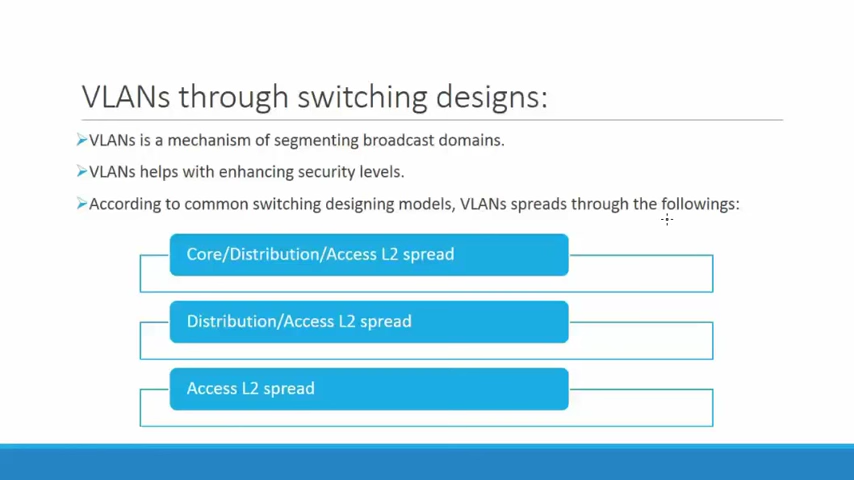 VLANs through switching designs:
VLANs is a mechanism of segmenting broadcast domains.
VLANs helps with enhancing security levels.
According to common switching designing models, VLANs spreads through the followings:
Core/Distribution/Access L2 spread
Distribution/Access L2 spread
Access L2 spread